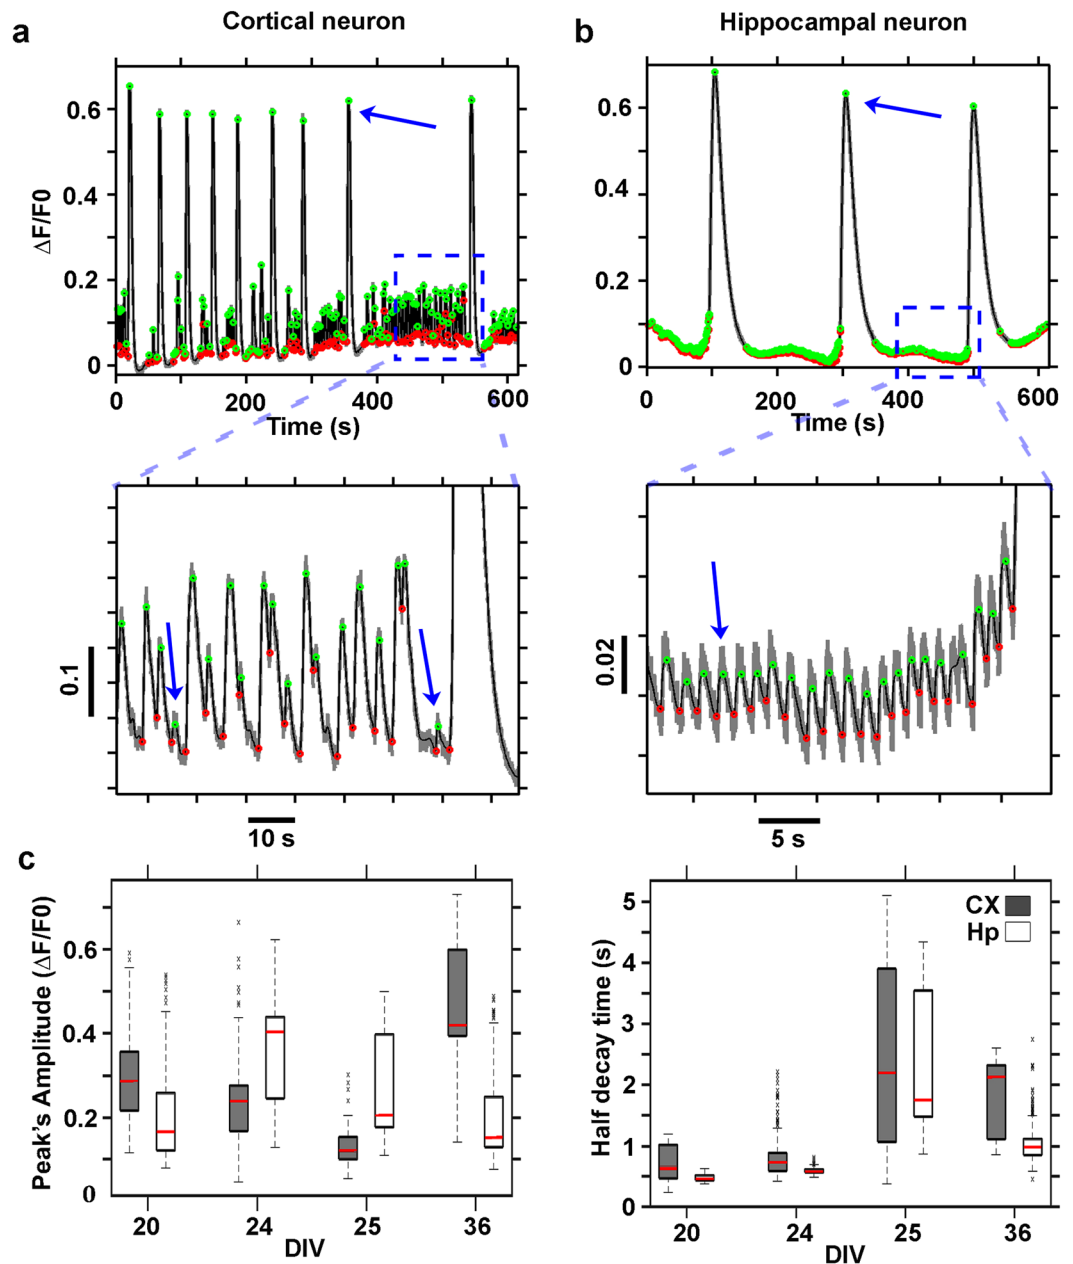 a
Cortical neuron
b
Hippocampal neuron
ΔF/F0
0.6
0.4
0.2
0
0 200 400 600
Time (s)
0.6
0.4
0.2
0
0 200 400 600
Time (s)
0.1
10 s
0.02
5 s
c
Peak's Amplitude (ΔF/F0)
0.6
0.4
0.2
0
20 24 25 36
DIV
Half decay time (s)
5
4
3
2
1
0
CX
Hp
20 24 25 36
DIV